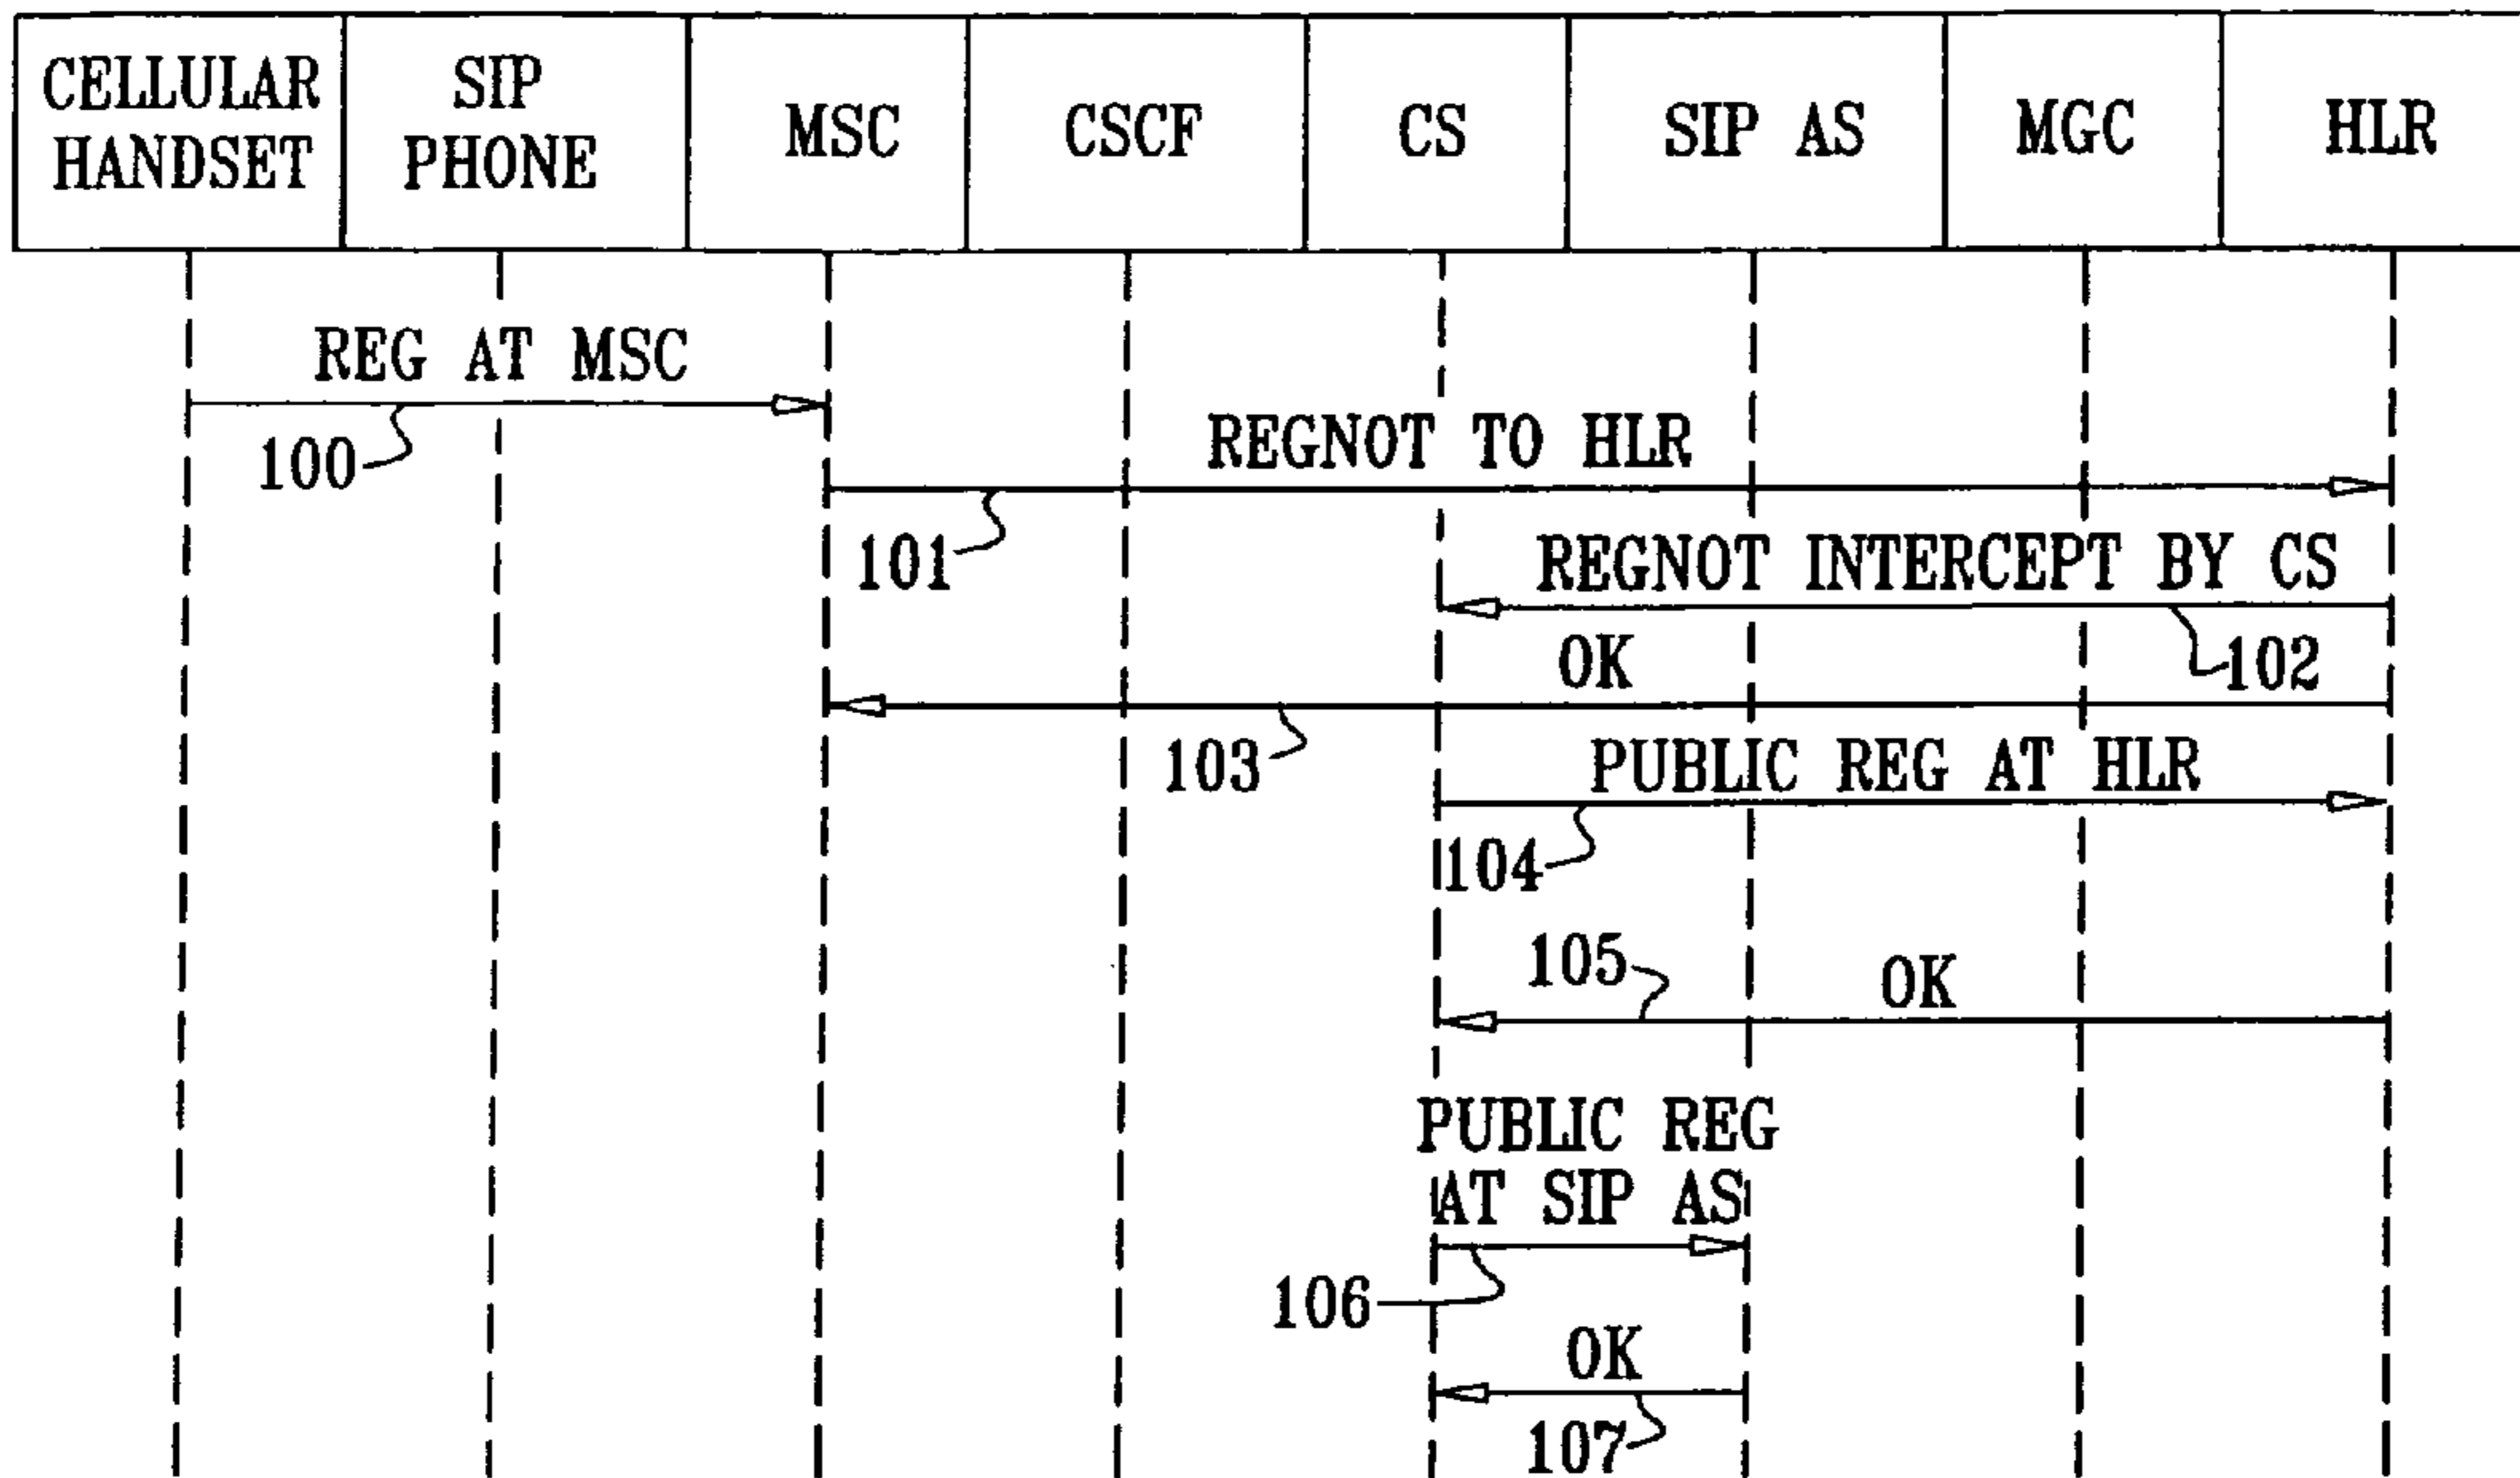 CELLULAR HANDSET
SIP PHONE
MSC
CSCF
CS
SIP AS
MGC
HLR
REG AT MSC
100
REGNOT TO HLR
101
REGNOT INTERCEPT BY CS
102
OK
103
PUBLIC REG AT HLR
104
105
OK
PUBLIC REG
AT SIP AS
106
OK
107